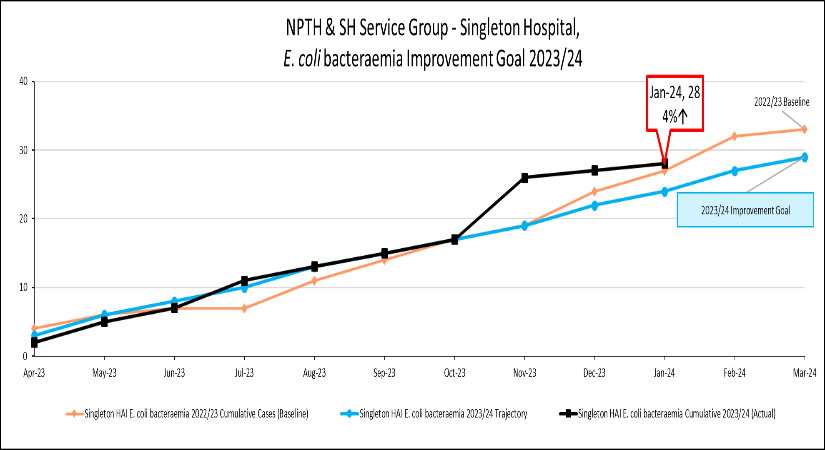 NPTH & SH Service Group - Singleton Hospital,
E. coli bacteraemia Improvement Goal 2023/24
40
30
20
10
0
Jan-24, 28
4%↑
2022/23 Baseline
2023/24 Improvement Goal
Apr-23 May-23 Jun-23 Jul-23 Aug-23 Sep-23 Oct-23 Nov-23 Dec-23 Jan-24 Feb-24 Mar-24
Singleton HAI E. coli bacteraemia 2022/23 Cumulative Cases (Baseline) Singleton HAI E. coli bacteraemia 2023/24 Trajectory Singleton HAI E. coli bacteraemia Cumulative 2023/24 (Actual)